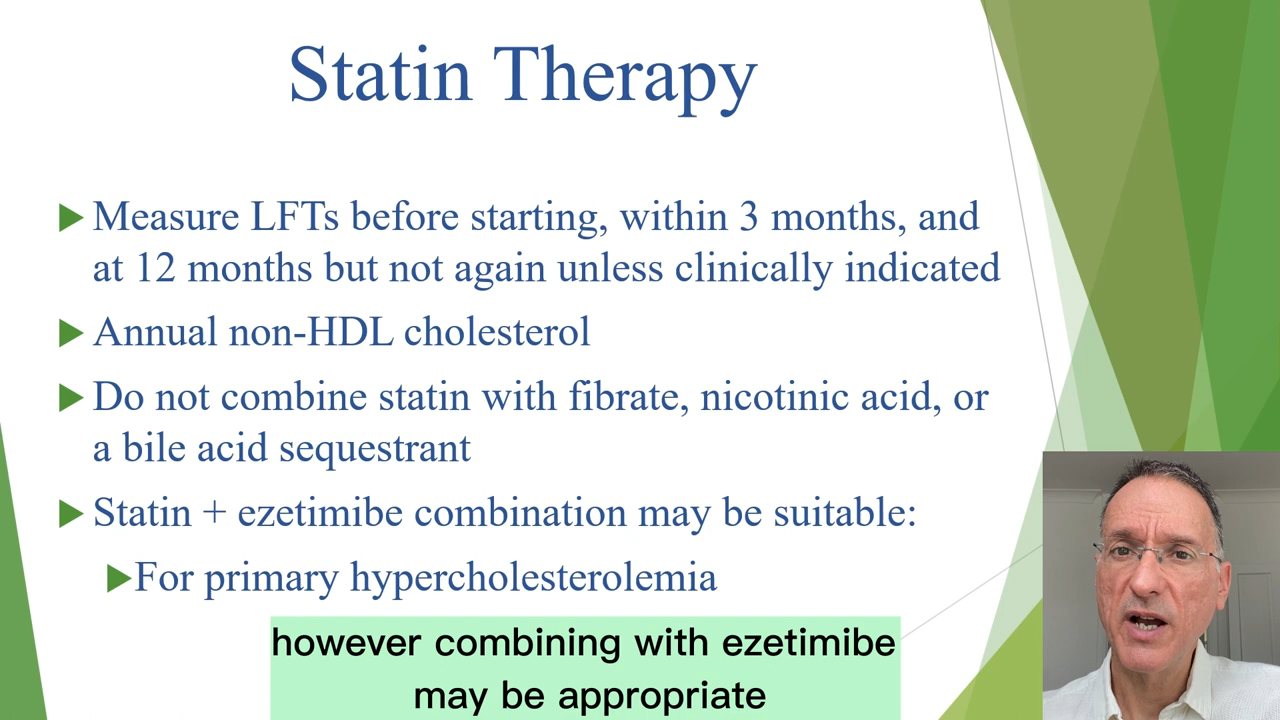 Statin Therapy
Measure LFTs before starting, within 3 months, and
at 12 months but not again unless clinically indicated
Annual non-HDL cholesterol
Do not combine statin with fibrate, nicotinic acid, or
a bile acid sequestrant
Statin + ezetimibe combination may be suitable:
For primary hypercholesterolemia
however combining with ezetimibe
may be appropriate